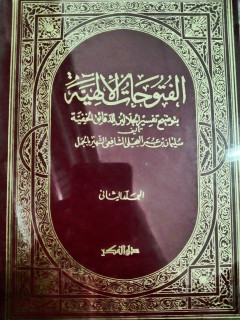 الفتوحات الإلهية
بتوضيح تفسير الجلالين للدقائق الخفية
تأليف
سليمان بن عمر العجيلي الشافعي الشهير بالجمل
المجلد الثاني
دار الفكر